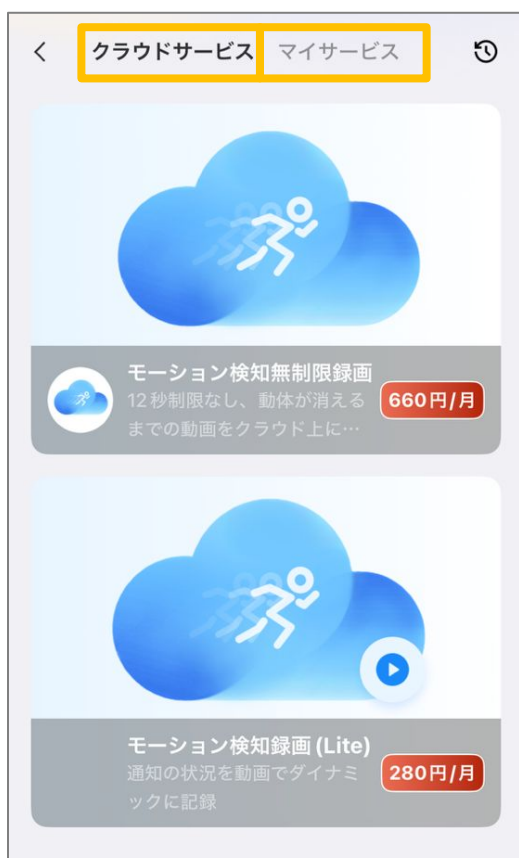 クラウドサービス マイサービス
モーション検知無制限録画
12秒制限なし、動体が消える
までの動画をクラウド上に…
660円/月
モーション検知録画(Lite)
通知の状況を動画でダイナミ
ックに記録
280円/月